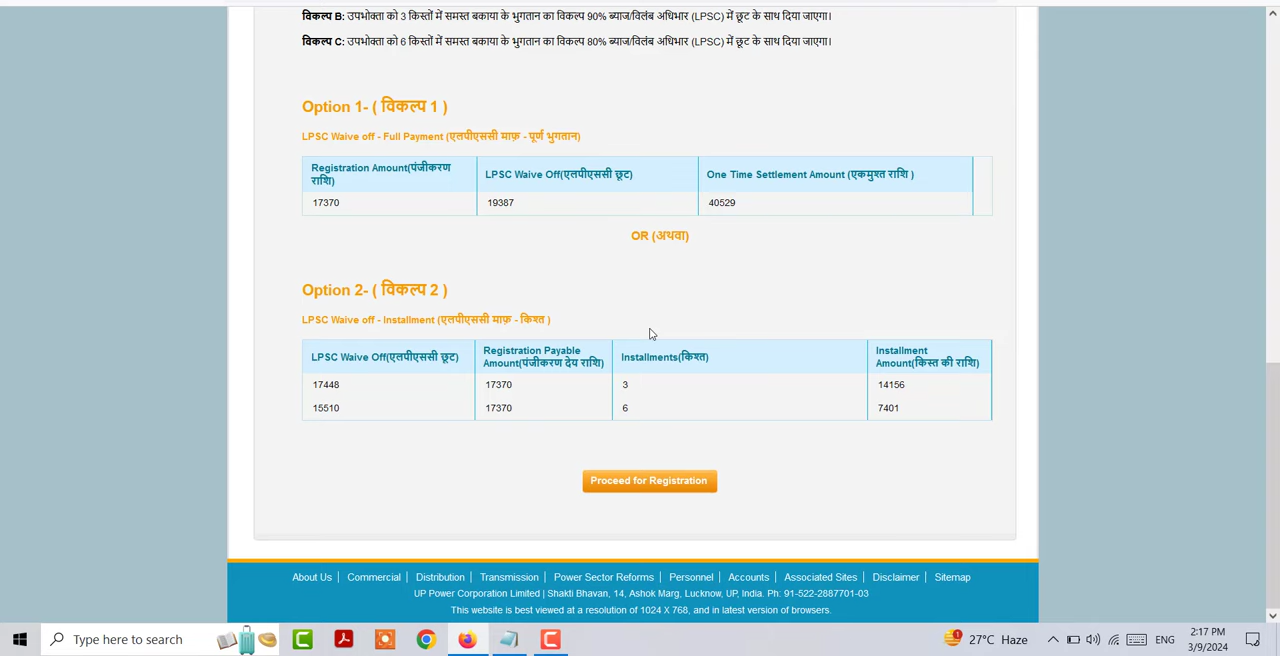 विकल्प B: उपभोक्ता को 3 किस्तों में समस्त बकाया के भुगतान का विकल्प 90% ब्याज/विलंब अधिभार (LPSC) में छूट के साथ दिया जाएगा।
विकल्प C: उपभोक्ता को 6 किस्तों में समस्त बकाया के भुगतान का विकल्प 80% ब्याज/विलंब अधिभार (LPSC) में छूट के साथ दिया जाएगा।
Option 1- ( विकल्प 1 )
LPSC Waive off - Full Payment (एलपीएससी माफ़ - पूर्ण भुगतान)
Registration Amount(पंजीकरण राशि) LPSC Waive Off(एलपीएससी छूट) One Time Settlement Amount (एकमुश्त राशि )
17370 19387 40529
OR (अथवा)
Option 2- ( विकल्प 2 )
LPSC Waive off - Installment (एलपीएससी माफ़ - किश्त )
LPSC Waive Off(एलपीएससी छूट) Registration Payable Amount(पंजीकरण देय राशि) Installments(किश्त) Installment Amount(किस्त की राशि)
17448 17370 3 14156
15510 17370 6 7401
Proceed for Registration
About Us | Commercial | Distribution | Transmission | Power Sector Reforms | Personnel | Accounts | Associated Sites | Disclaimer | Sitemap
UP Power Corporation Limited | Shakti Bhavan, 14, Ashok Marg, Lucknow, UP, India. Ph: 91-522-2887701-03
This website is best viewed at a resolution of 1024 X 768, and in latest version of browsers.
Type here to search 1 27°C Haze ENG 2:17 PM
3/9/2024